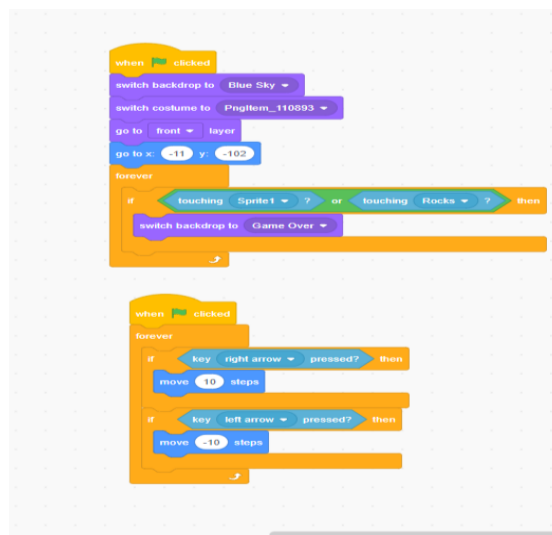 when clicked
switch backdrop to Blue Sky
switch costume to PngItem_110893
go to front layer
go to x: -11 y: -102
forever
if touching Sprite1 ? or touching Rocks ? then
switch backdrop to Game Over
when clicked
forever
if key right arrow pressed? then
move 10 steps
if key left arrow pressed? then
move -10 steps